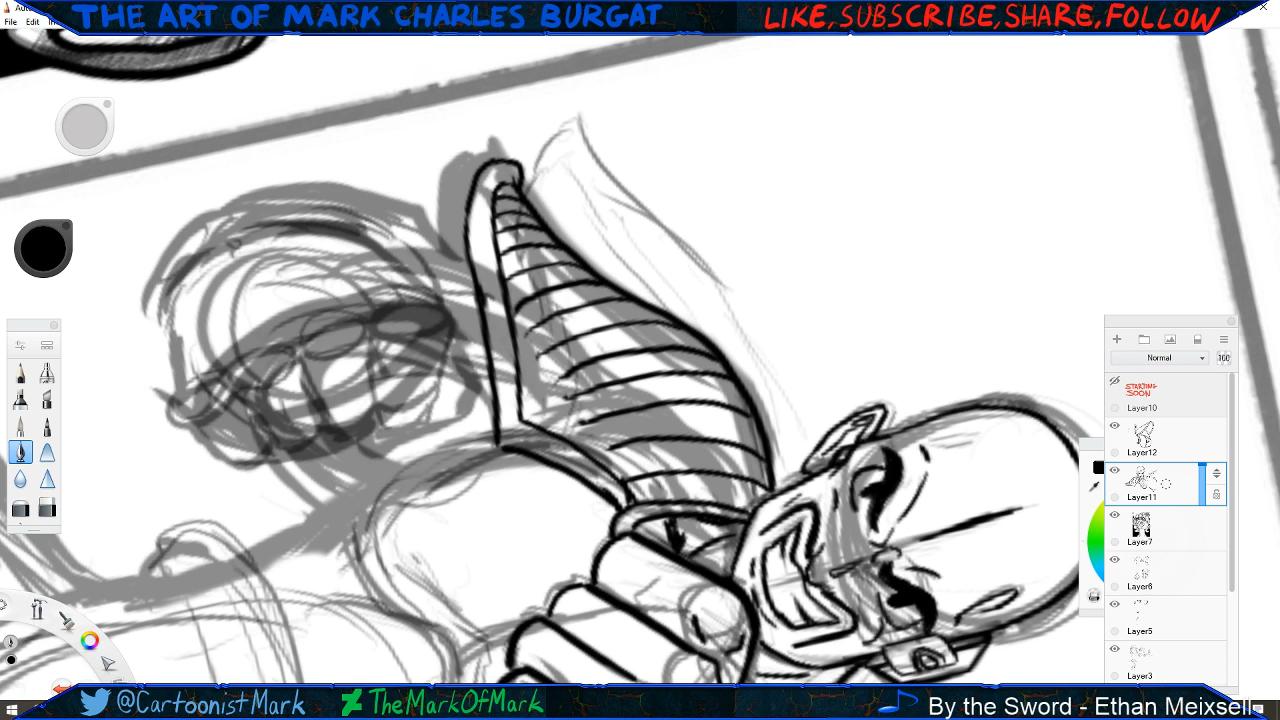 THE ART OF MARK CHARLES BURGAT
LIKE, SUBSCRIBE, SHARE, FOLLOW
File Edit
Normal
100
STARTING
SOON
Layer10
Layer12
Layer11
Layer7
Layer6
Layer5
Layer3
@CartoonistMark
TheMarkOfMark
By the Sword - Ethan Meixsell